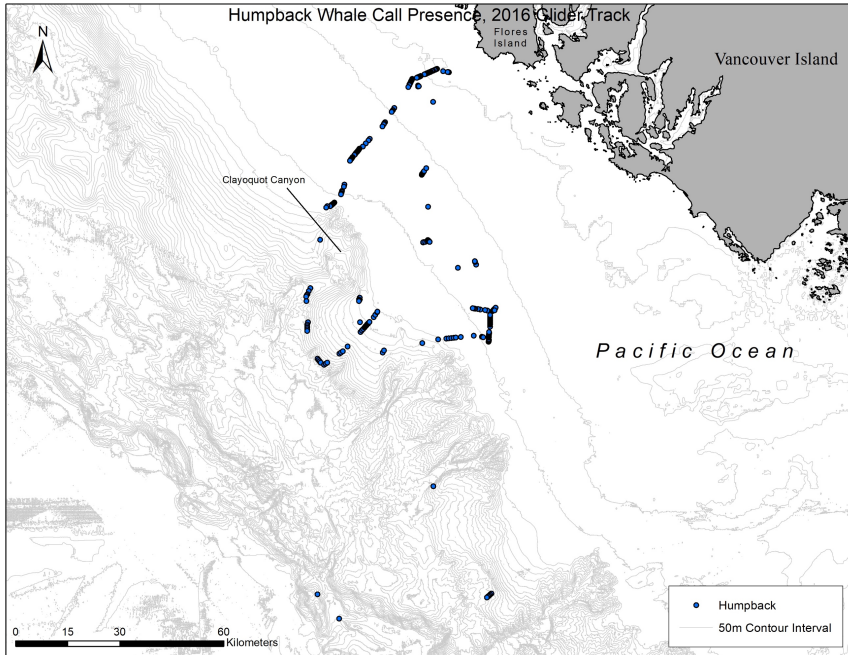 Humpback Whale Call Presence, 2016 Glider Track
N
Flores
Island
Vancouver Island
Clayoquot Canyon
Pacific Ocean
Humpback
50m Contour Interval
0 15 30 60
Kilometers